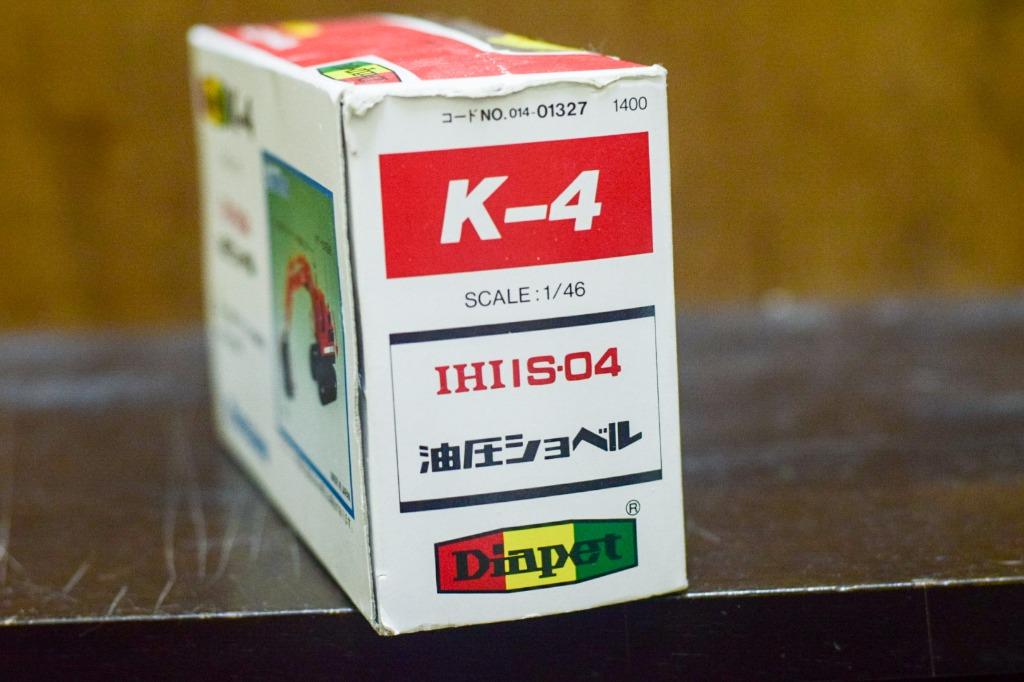 コードNO.014-01327 1400
K-4
SCALE:1/46
IHI IS-04
油圧ショベル
Diapet ®